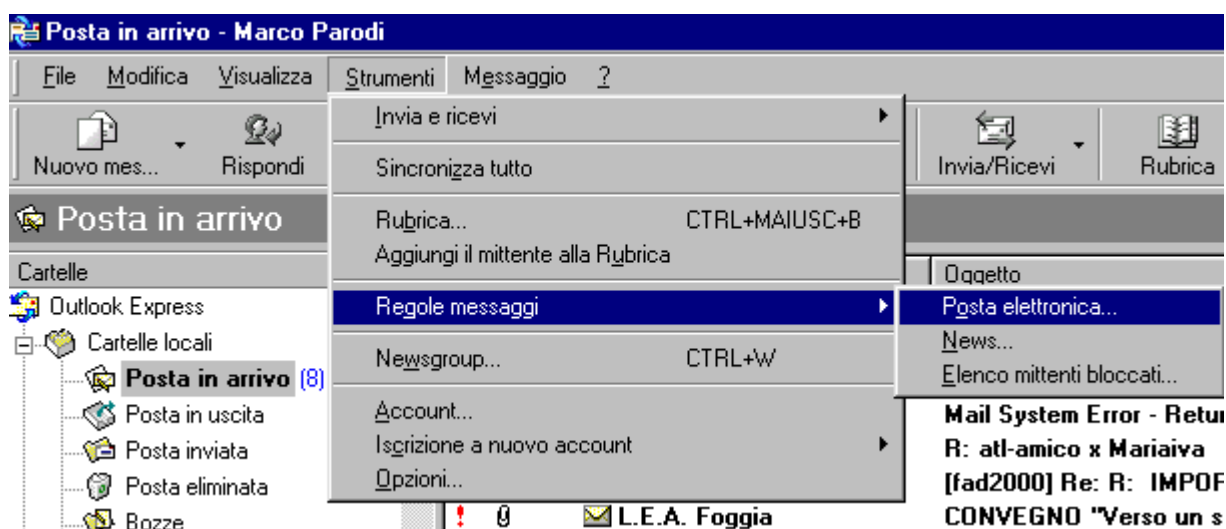 Posta in arrivo - Marco Parodi
File Modifica Visualizza Strumenti Messaggio ?
Nuovo mes... Rispondi Invia/Ricevi Rubrica
Posta in arrivo
Invia e ricevi
Sincronizza tutto
Rubrica... CTRL+MAIUSC+B
Aggiungi il mittente alla Rubrica
Regole messaggi
Newsgroup... CTRL+W
Account...
Iscrizione a nuovo account
Opzioni...
Posta elettronica...
News...
Elenco mittenti bloccati...
Cartelle
Outlook Express
Cartelle locali
Posta in arrivo (8)
Posta in uscita
Posta inviata
Posta eliminata
Bozze
Oggetto
Mail System Error - Retur
R: atl-amico x Mariaiva
[fad2000] Re: R: IMPOR
L.E.A. Foggia CONVEGNO "Verso un s